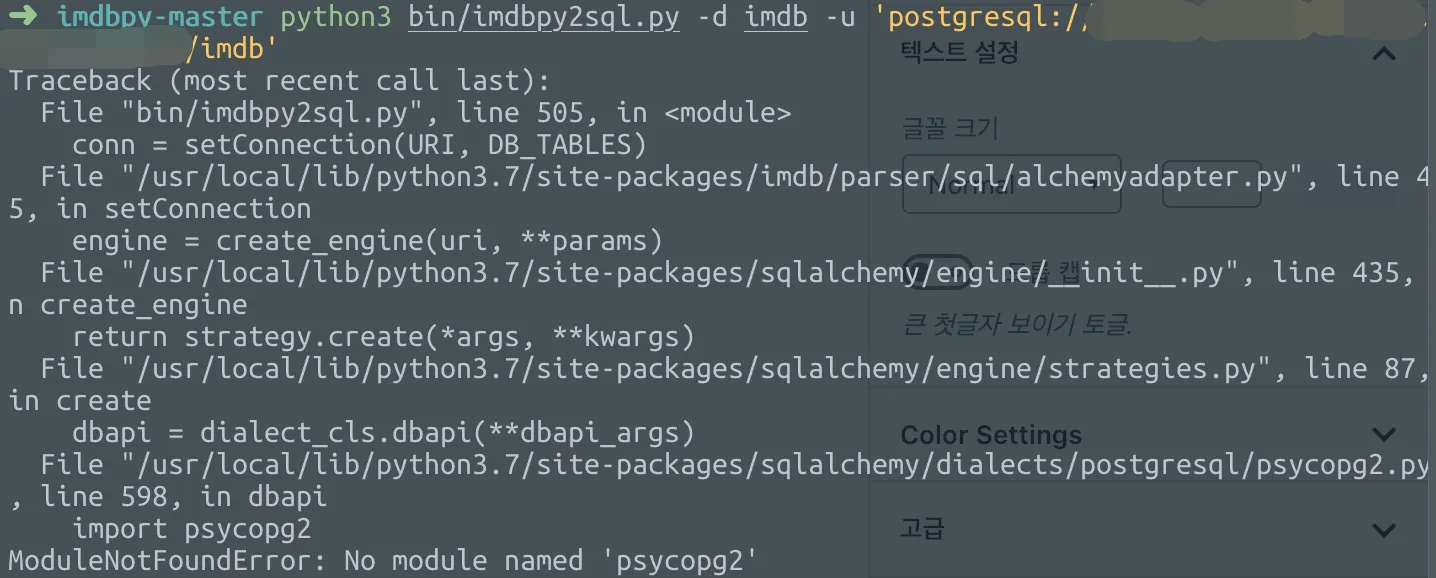 ➜ imdbpy-master python3 bin/imdbpy2sql.py -d imdb -u 'postgresql://
/imdb'
텍스트 설정
Traceback (most recent call last):
File "bin/imdbpy2sql.py", line 505, in <module>
글꼴 크기
conn = setConnection(URI, DB_TABLES)
File "/usr/local/lib/python3.7/site-packages/imdb/parser/sql/alchemyadapter.py", line 4
Normal
5, in setConnection
engine = create_engine(uri, **params)
File "/usr/local/lib/python3.7/site-packages/sqlalchemy/engine/__init__.py", line 435,
드롭 캡
n create_engine
큰 첫글자 보이기 토글.
return strategy.create(*args, **kwargs)
File "/usr/local/lib/python3.7/site-packages/sqlalchemy/engine/strategies.py", line 87,
in create
dbapi = dialect_cls.dbapi(**dbapi_args)
Color Settings
File "/usr/local/lib/python3.7/site-packages/sqlalchemy/dialects/postgresql/psycopg2.py"
, line 598, in dbapi
import psycopg2
고급
ModuleNotFoundError: No module named 'psycopg2'